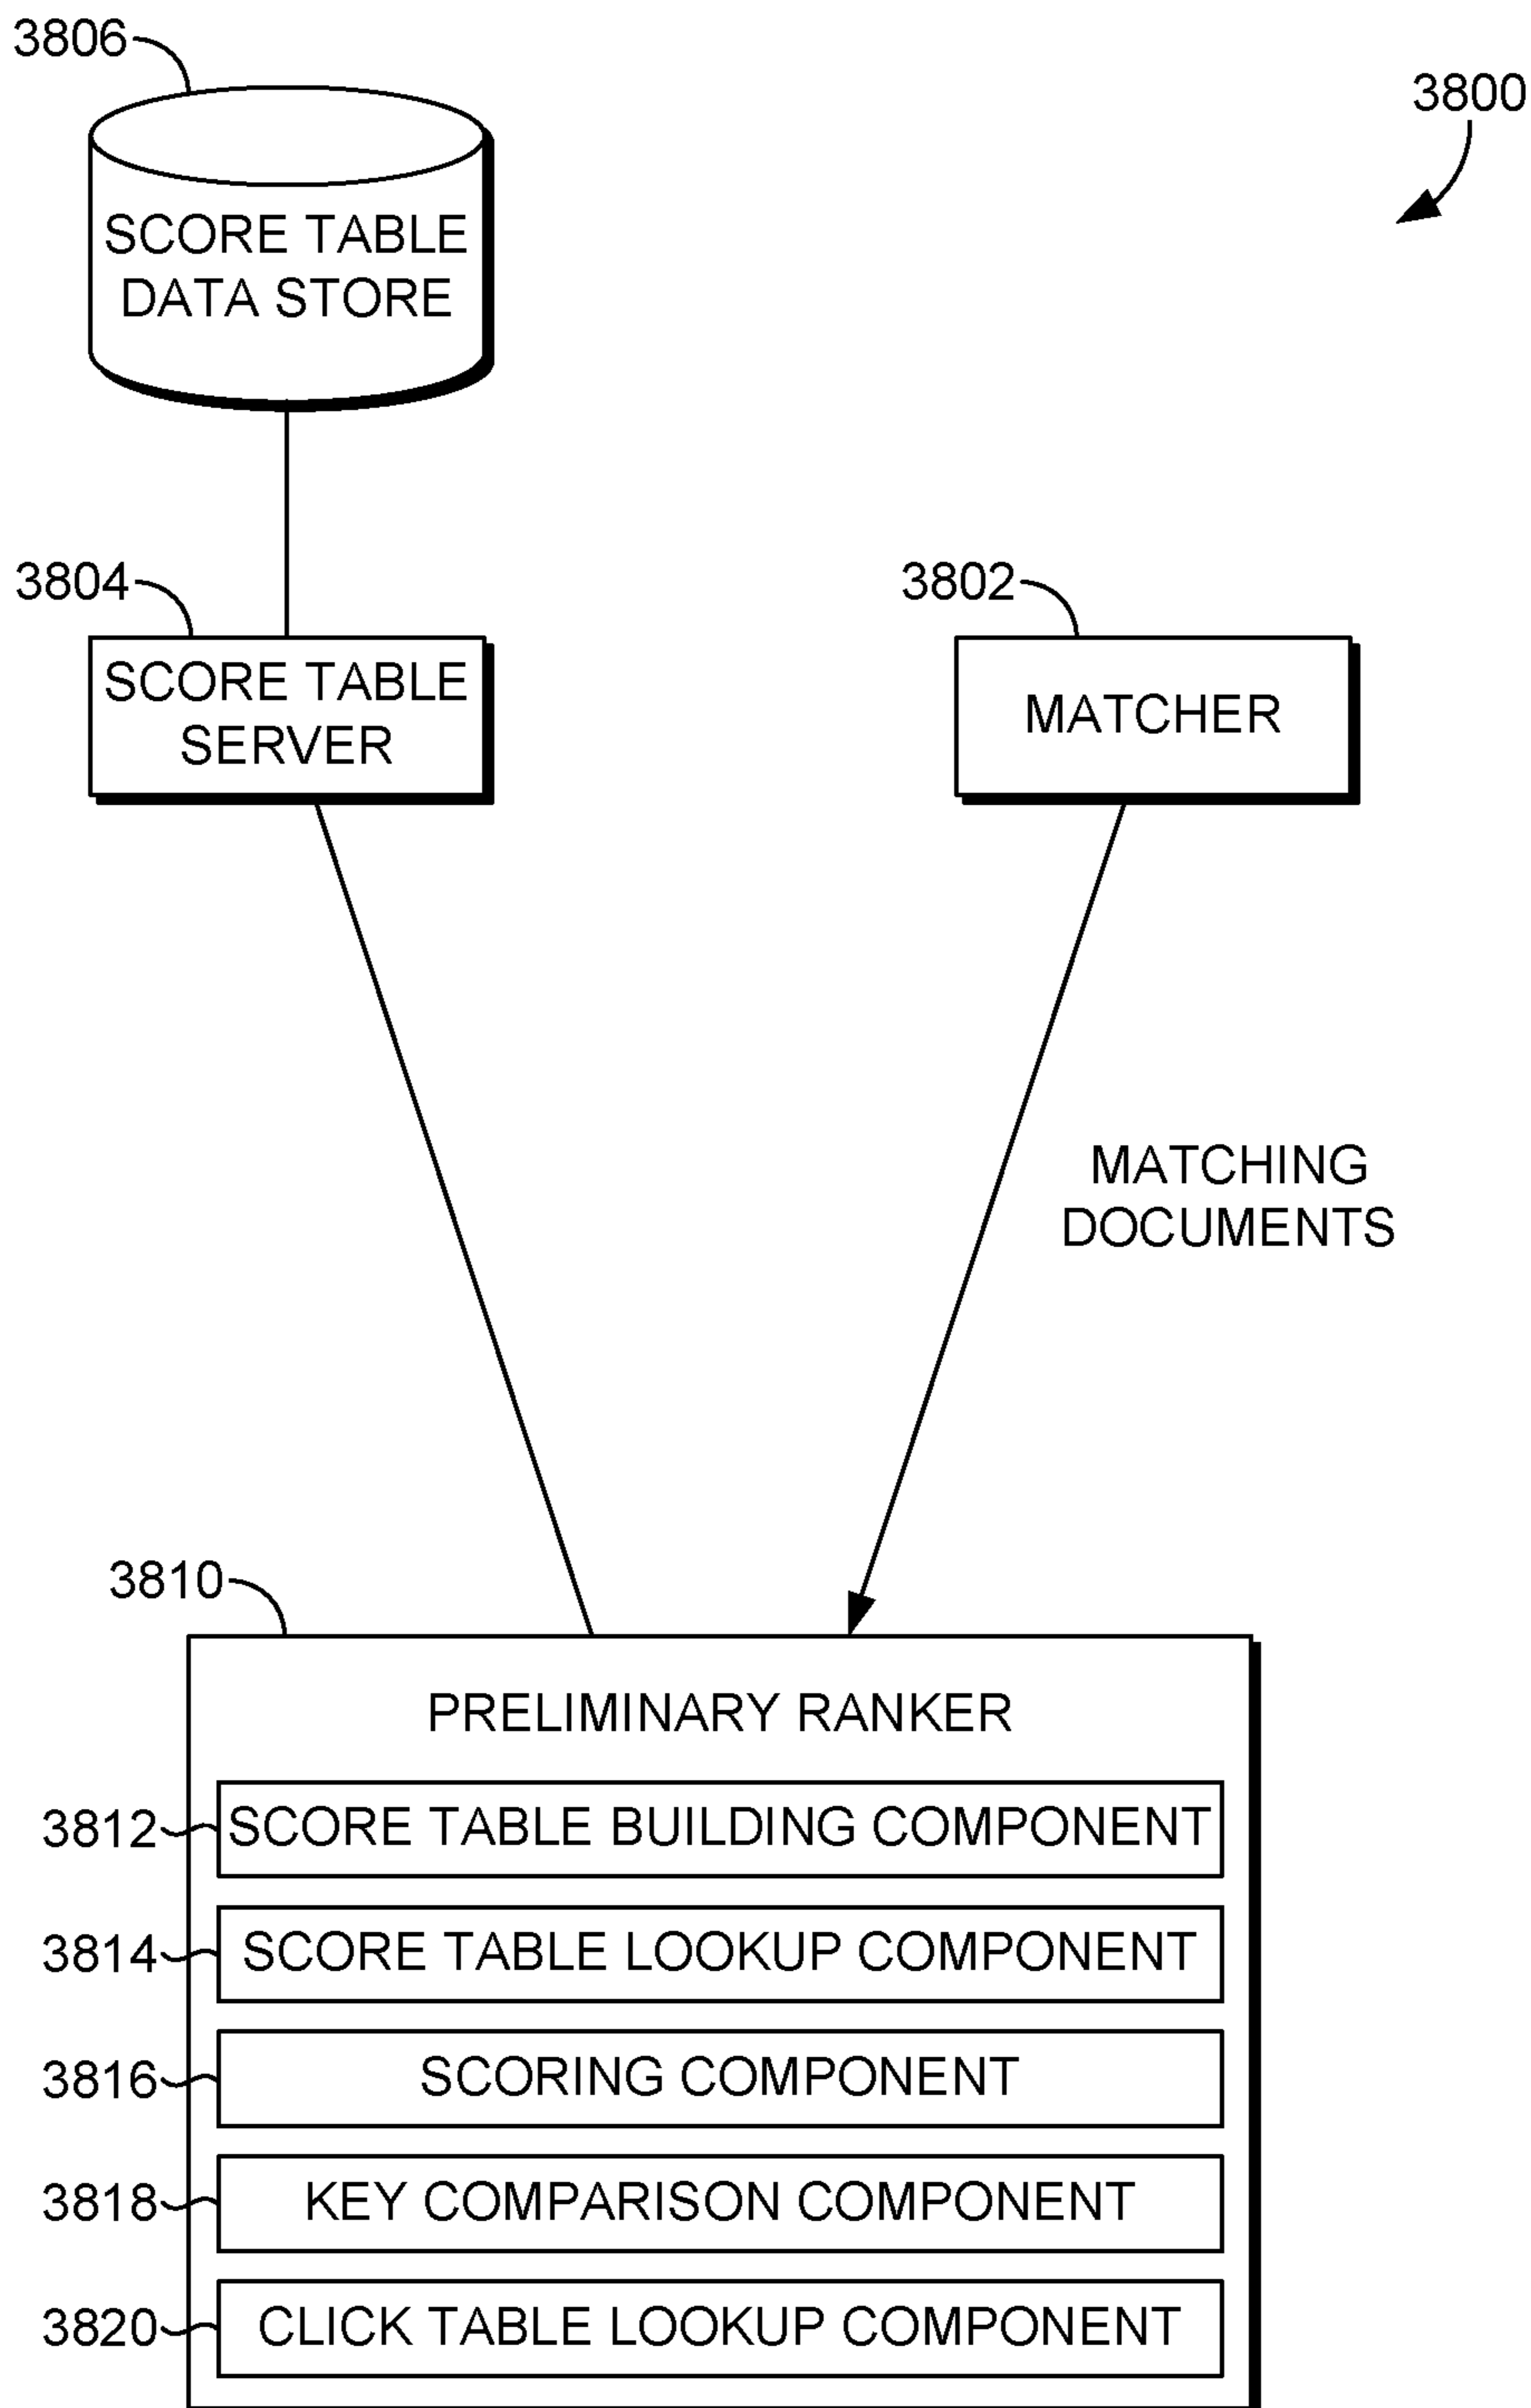 3806
3800
SCORE TABLE
DATA STORE
3804
3802
SCORE TABLE
SERVER
MATCHER
MATCHING
DOCUMENTS
3810
PRELIMINARY RANKER
3812 SCORE TABLE BUILDING COMPONENT
3814 SCORE TABLE LOOKUP COMPONENT
3816 SCORING COMPONENT
3818 KEY COMPARISON COMPONENT
3820 CLICK TABLE LOOKUP COMPONENT